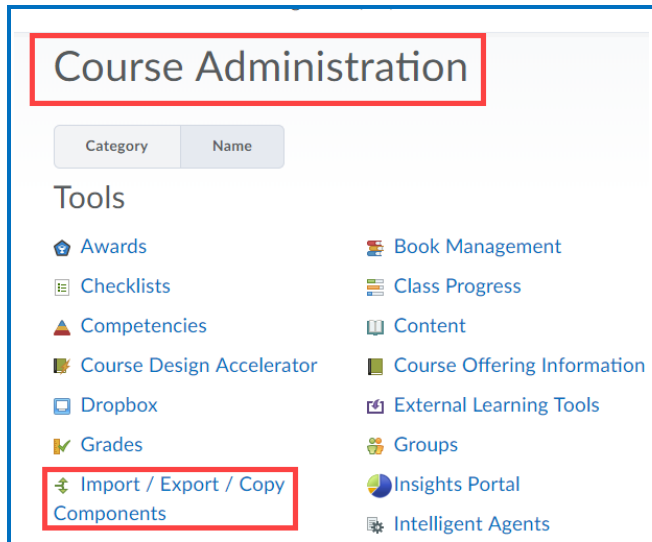 Course Administration
Category
Name
Tools
Awards
Book Management
Checklists
Class Progress
Competencies
Content
Course Design Accelerator
Course Offering Information
Dropbox
External Learning Tools
Grades
Groups
Import / Export / Copy
Components
Insights Portal
Intelligent Agents